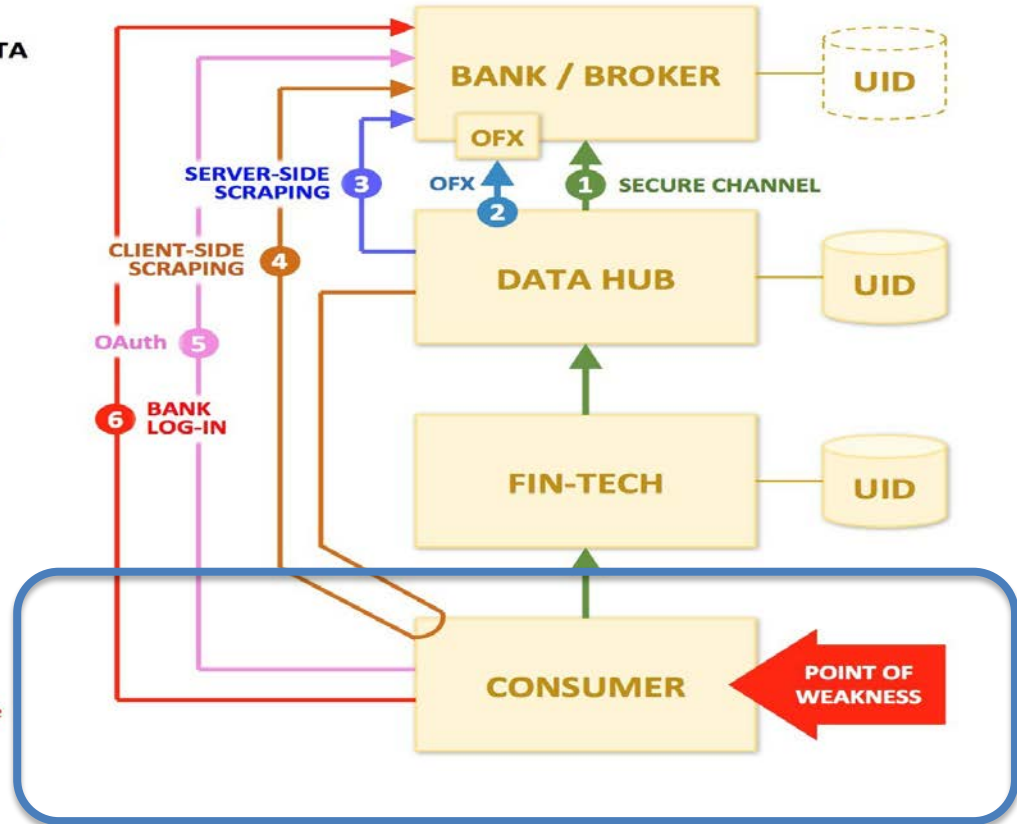 TA
BANK / BROKER
UID
OFX
SERVER-SIDE
SCRAPING
3
OFX
2
1
SECURE CHANNEL
CLIENT-SIDE
SCRAPING
4
DATA HUB
UID
OAuth
5
6
BANK
LOG-IN
FIN-TECH
UID
CONSUMER
POINT OF
WEAKNESS